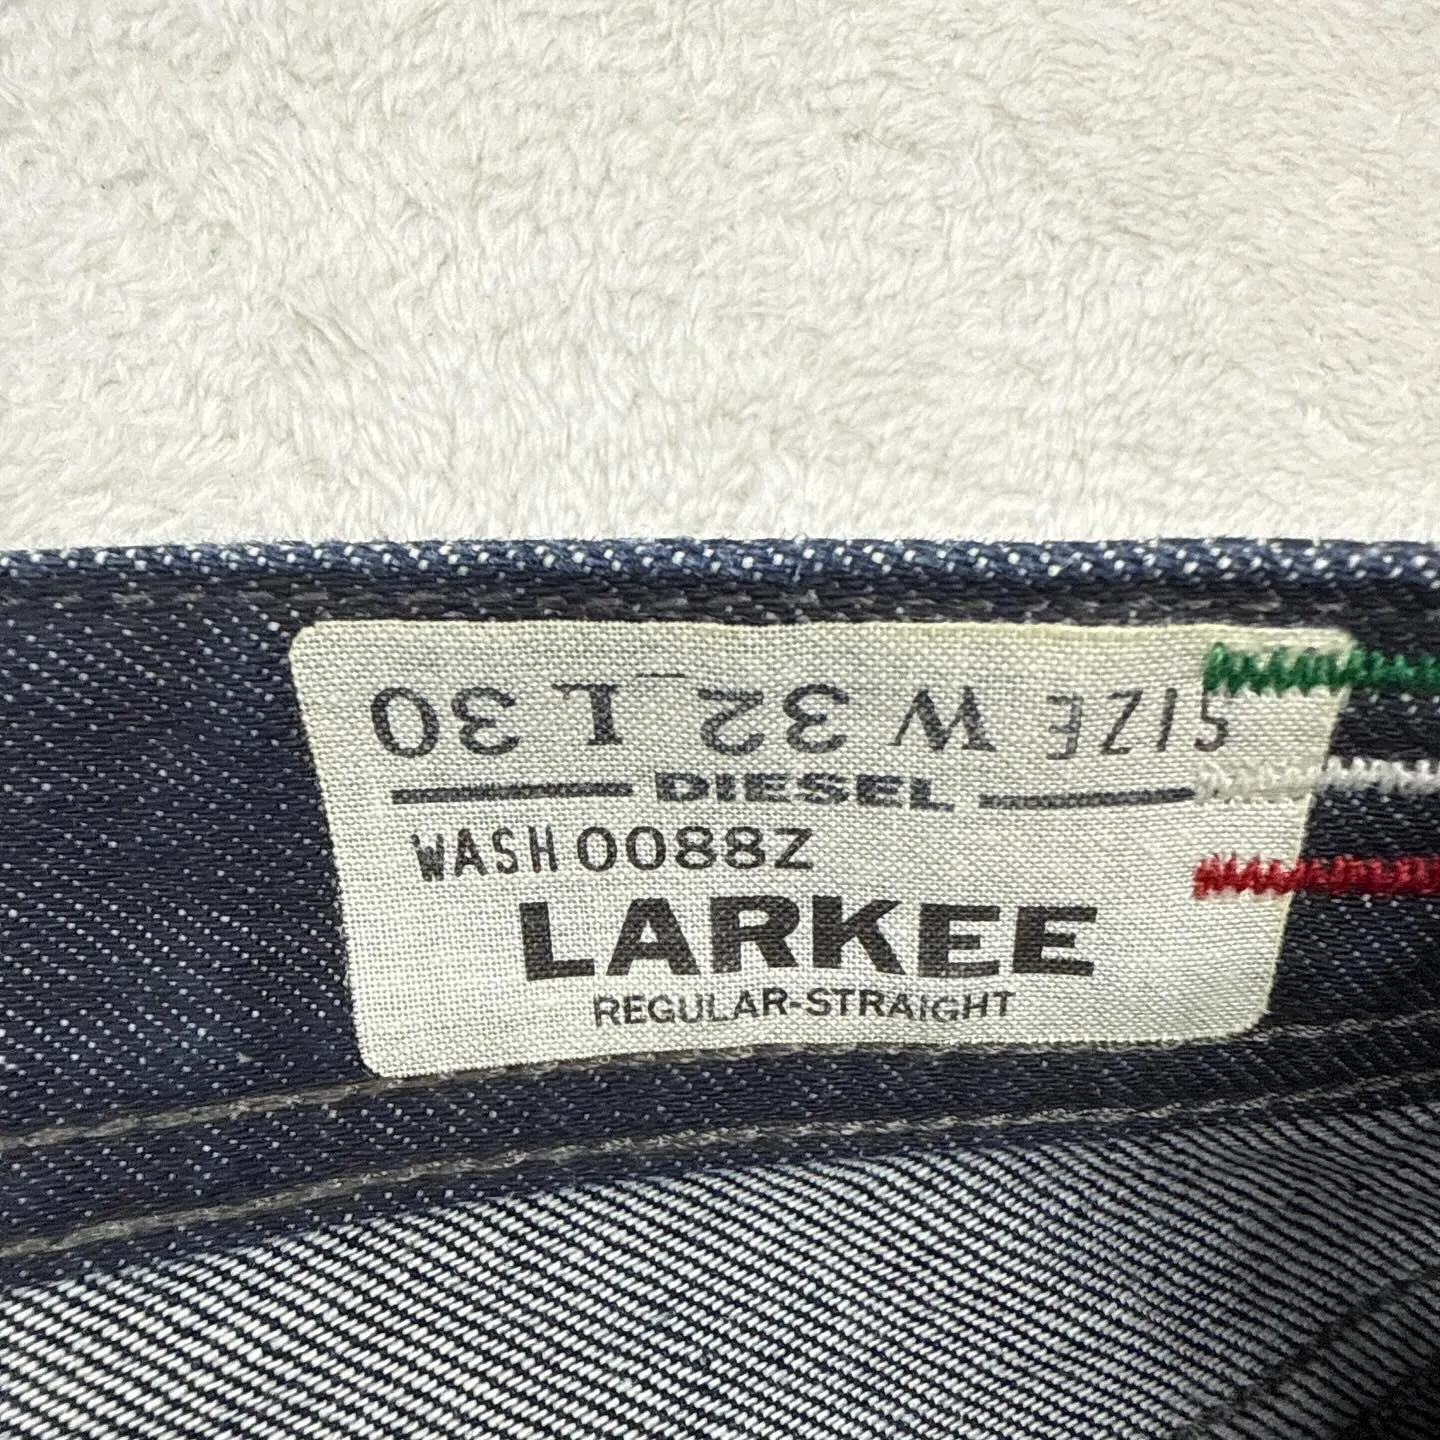 SIZE W 32 L 30
DIESEL
WASH 0088Z
LARKEE
REGULAR-STRAIGHT